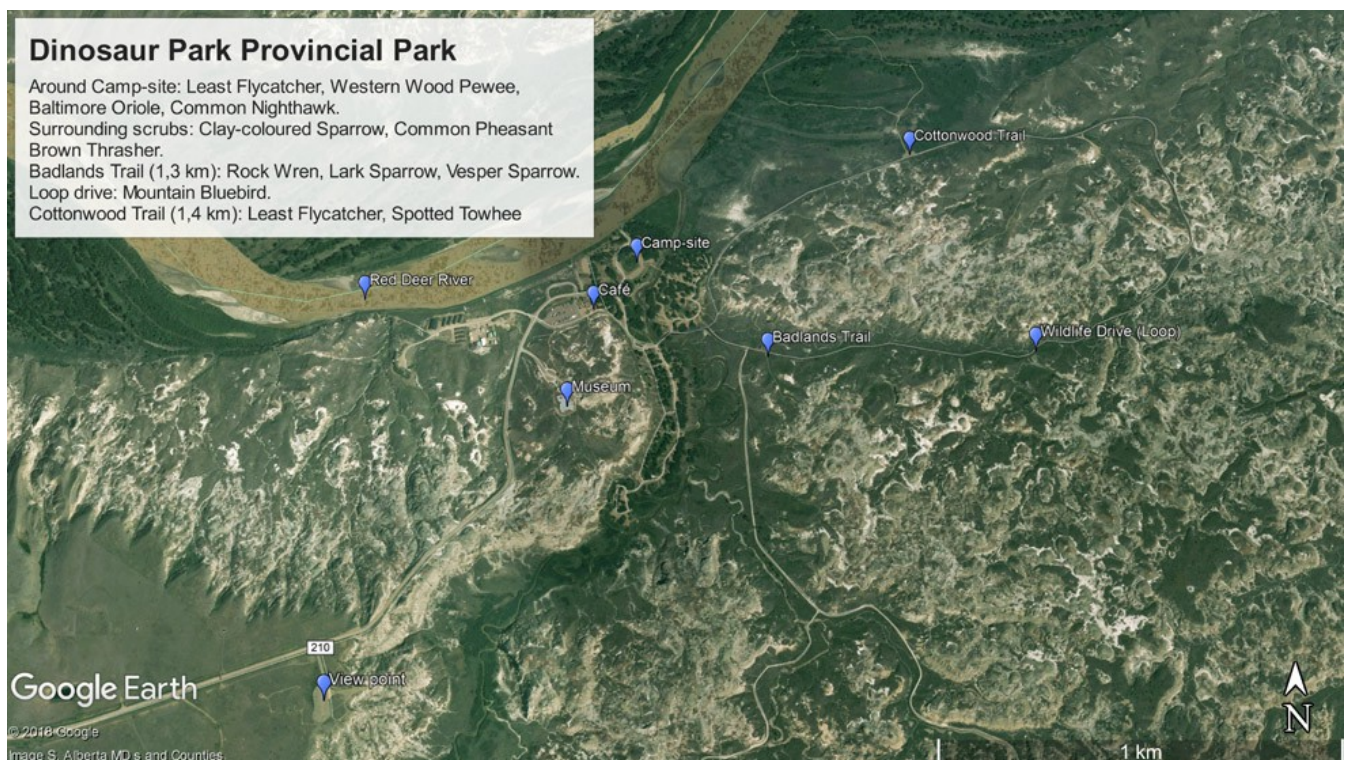 Dinosaur Park Provincial Park
Around Camp-site: Least Flycatcher, Western Wood Pewee,
Baltimore Oriole, Common Nighthawk.
Surrounding scrubs: Clay-coloured Sparrow, Common Pheasant
Brown Thrasher.
Badlands Trail (1,3 km): Rock Wren, Lark Sparrow, Vesper Sparrow.
Loop drive: Mountain Bluebird.
Cottonwood Trail (1,4 km): Least Flycatcher, Spotted Towhee
Cottonwood Trail
Camp-site
Red Deer River
Café
Badlands Trail
Wildlife Drive (Loop)
Museum
210
View point
Google Earth
N
© 2018 Google
Image S. Alberta MD s and Counties
1 km